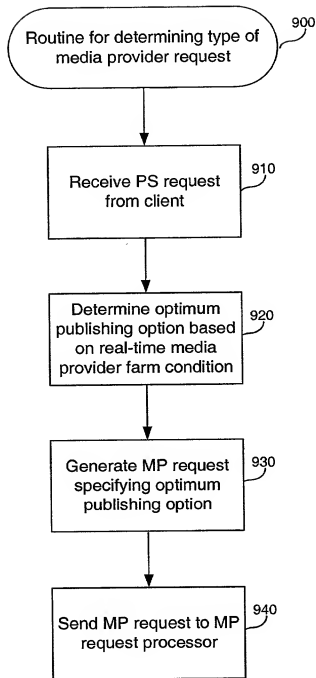 Routine for determining type of
media provider request
900
Receive PS request
from client
910
Determine optimum
publishing option based
on real-time media
provider farm condition
920
Generate MP request
specifying optimum
publishing option
930
Send MP request to MP
request processor
940